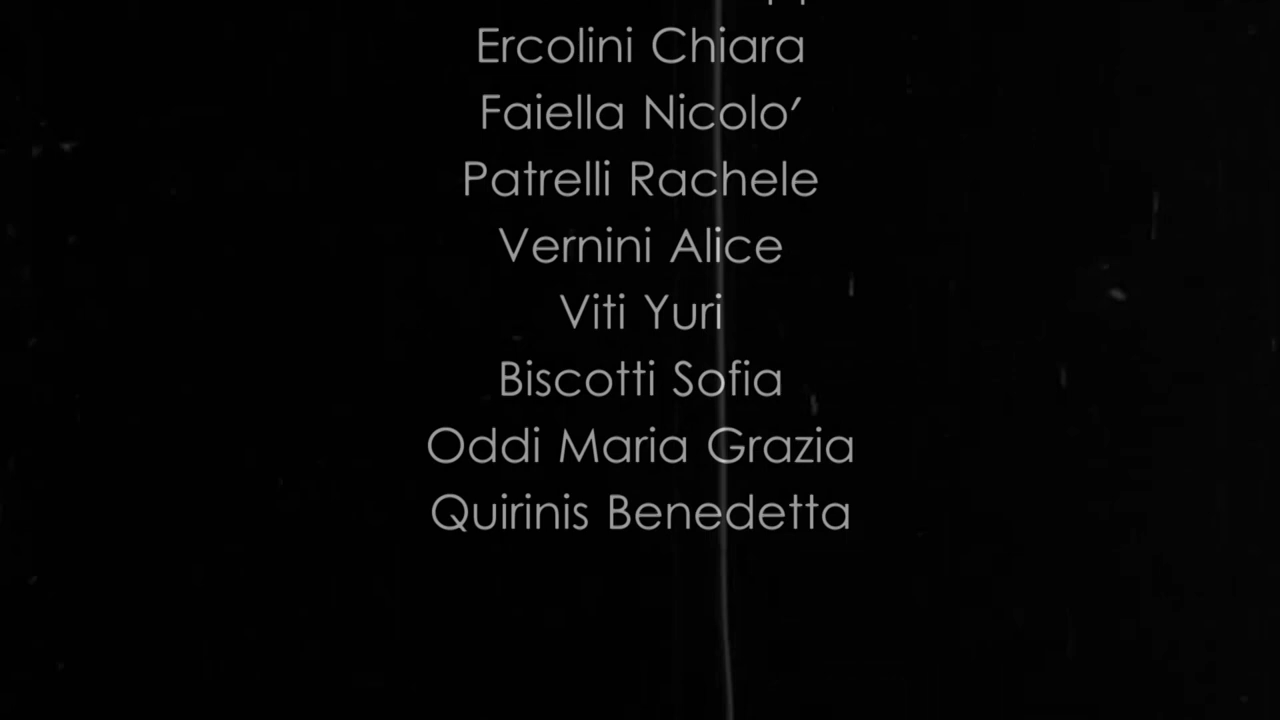 Ercolini Chiara
Faiella Nicolo'
Patrelli Rachele
Vernini Alice
Viti Yuri
Biscotti Sofia
Oddi Maria Grazia
Quirinis Benedetta